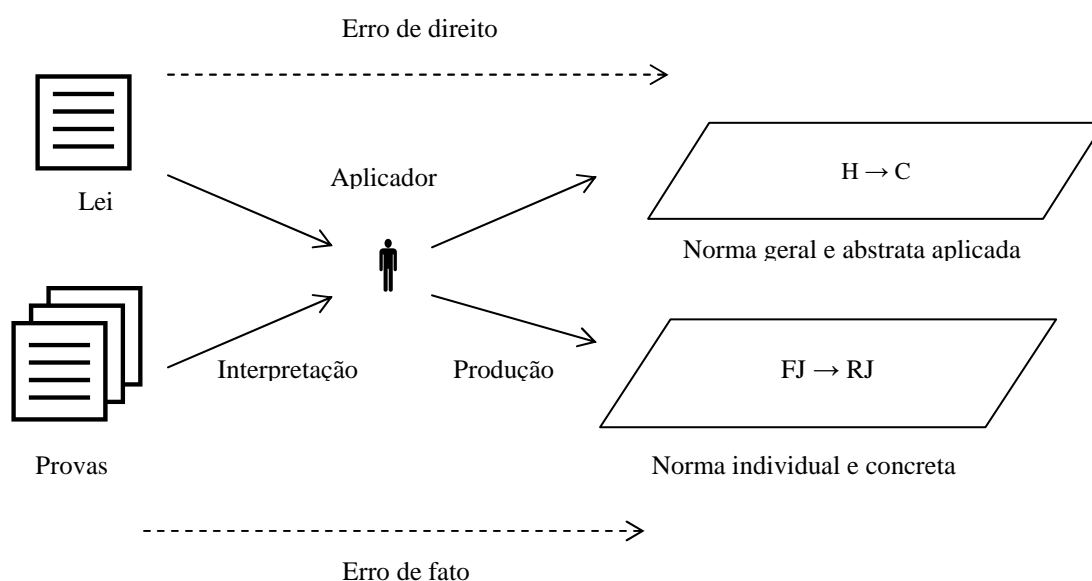 Erro de direito
Aplicador
Lei
H → C
Norma geral e abstrata aplicada
Interpretação
Produção
FJ → RJ
Provas
Norma individual e concreta
Erro de fato